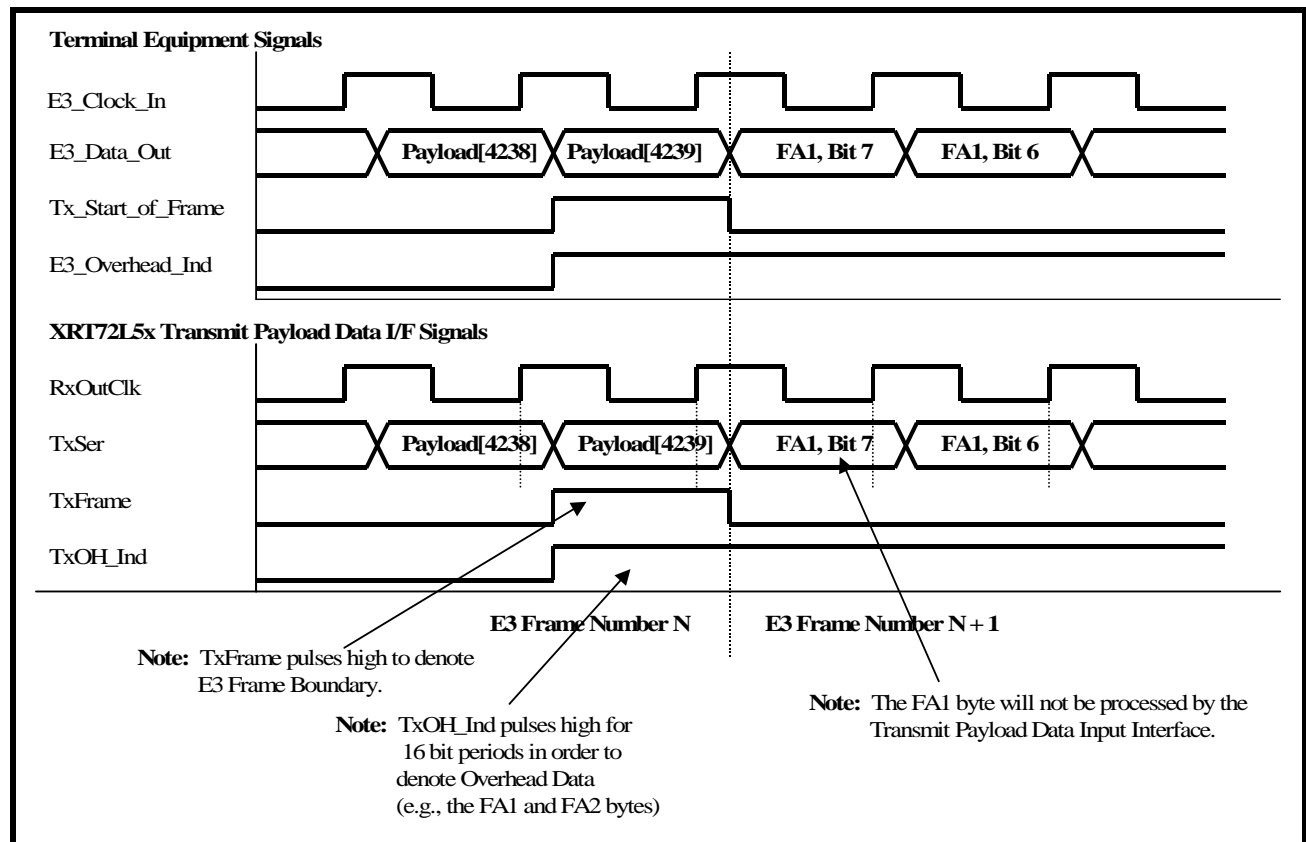 Terminal Equipment Signals
E3_Clock_In
E3_Data_Out
Payload[4238] Payload[4239] FA1, Bit 7 FA1, Bit 6
Tx_Start_of_Frame
E3_Overhead_Ind
XRT72L5x Transmit Payload Data I/F Signals
RxOutClk
TxSer
Payload[4238] Payload[4239] FA1, Bit 7 FA1, Bit 6
TxFrame
TxOH_Ind
E3 Frame Number N E3 Frame Number N + 1
Note: TxFrame pulses high to denote
E3 Frame Boundary.
Note: TxOH_Ind pulses high for
16 bit periods in order to
denote Overhead Data
(e.g., the FA1 and FA2 bytes)
Note: The FA1 byte will not be processed by the
Transmit Payload Data Input Interface.